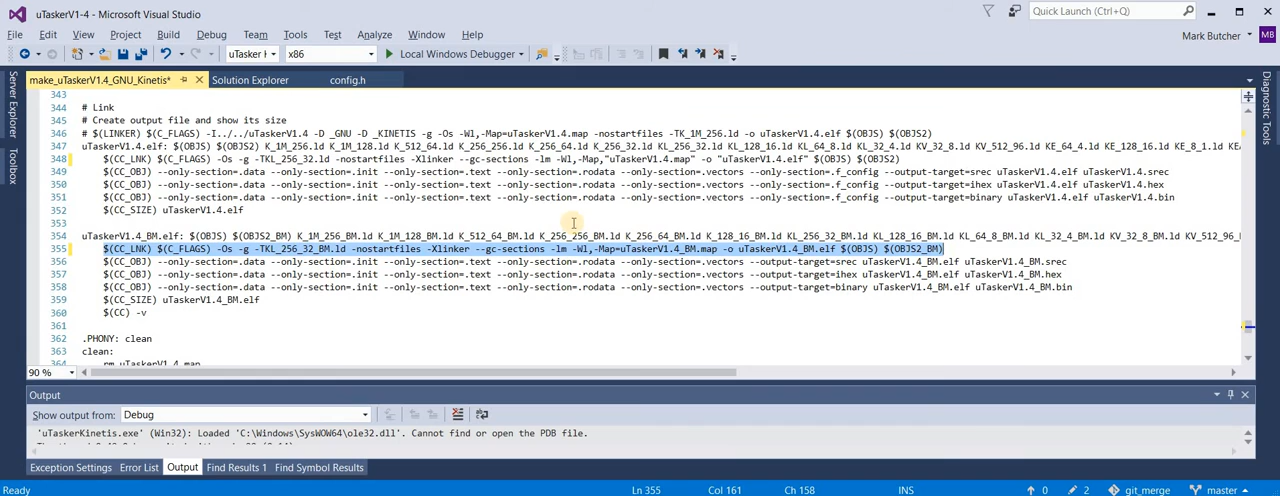 uTaskerV1-4 - Microsoft Visual Studio
Quick Launch (Ctrl+Q)
File Edit View Project Build Debug Team Tools Test Analyze Window Help
Mark Butcher MB
x86 Local Windows Debugger
make_uTaskerV1.4_GNU_Kinetis* Solution Explorer config.h
Server Explorer
Toolbox
Diagnostic Tools
343
344 # Link
345 # Create output file and show its size
346 # $(LINKER) $(C_FLAGS) -I../../uTaskerV1.4 -D _GNU -D _KINETIS -g -Os -Wl,-Map=uTaskerV1.4.map -nostartfiles -TK_1M_256.ld -o uTaskerV1.4.elf $(OBJS) $(OBJS2)
347 uTaskerV1.4.elf: $(OBJS) $(OBJS2) K_1M_256.ld K_1M_128.ld K_512_64.ld K_256_256.ld K_256_64.ld K_128_16.ld KL_256_32.ld KL_128_16.ld KL_64_8.ld KL_32_4.ld KV_32_8.ld KV_512_96.ld KE_64_4.ld KE_128_16.ld KE_8_1.ld
348 $(CC_LNK) $(C_FLAGS) -Os -g -TKL_256_32.ld -nostartfiles -Xlinker --gc-sections -lm -Wl,-Map,"uTaskerV1.4.map" -o "uTaskerV1.4.elf" $(OBJS) $(OBJS2)
349 $(CC_OBJ) --only-section=.data --only-section=.init --only-section=.text --only-section=.rodata --only-section=.vectors --only-section=.f_config --output-target=srec uTaskerV1.4.elf uTaskerV1.4.srec
350 $(CC_OBJ) --only-section=.data --only-section=.init --only-section=.text --only-section=.rodata --only-section=.vectors --only-section=.f_config --output-target=ihex uTaskerV1.4.elf uTaskerV1.4.hex
351 $(CC_OBJ) --only-section=.data --only-section=.init --only-section=.text --only-section=.rodata --only-section=.vectors --only-section=.f_config --output-target=binary uTaskerV1.4.elf uTaskerV1.4.bin
352 $(CC_SIZE) uTaskerV1.4.elf
353
354 uTaskerV1.4_BM.elf: $(OBJS) $(OBJS2_BM) K_1M_256_BM.ld K_1M_128_BM.ld K_512_64_BM.ld K_256_256_BM.ld K_256_64_BM.ld K_128_16_BM.ld KL_256_32_BM.ld KL_128_16_BM.ld KL_64_8_BM.ld KL_32_4_BM.ld KV_32_8_BM.ld
355 $(CC_LNK) $(C_FLAGS) -Os -g -TKL_256_32_BM.ld -nostartfiles -Xlinker --gc-sections -lm -Wl,-Map=uTaskerV1.4_BM.map -o uTaskerV1.4_BM.elf $(OBJS) $(OBJS2_BM)
356 $(CC_OBJ) --only-section=.data --only-section=.init --only-section=.text --only-section=.rodata --only-section=.vectors --output-target=srec uTaskerV1.4_BM.elf uTaskerV1.4_BM.srec
357 $(CC_OBJ) --only-section=.data --only-section=.init --only-section=.text --only-section=.rodata --only-section=.vectors --output-target=ihex uTaskerV1.4_BM.elf uTaskerV1.4_BM.hex
358 $(CC_OBJ) --only-section=.data --only-section=.init --only-section=.text --only-section=.rodata --only-section=.vectors --output-target=binary uTaskerV1.4_BM.elf uTaskerV1.4_BM.bin
359 $(CC_SIZE) uTaskerV1.4_BM.elf
360 $(CC) -v
361
362 .PHONY: clean
363 clean:
364 rm uTaskerV1.4.map
90 %
Output
Show output from: Debug
'uTaskerKinetis.exe' (Win32): Loaded 'C:\Windows\SysWOW64\ole32.dll'. Cannot find or open the PDB file.
Exception Settings Error List Output Find Results 1 Find Symbol Results
Ready Ln 355 Col 161 Ch 158 INS 0 2 git_merge master